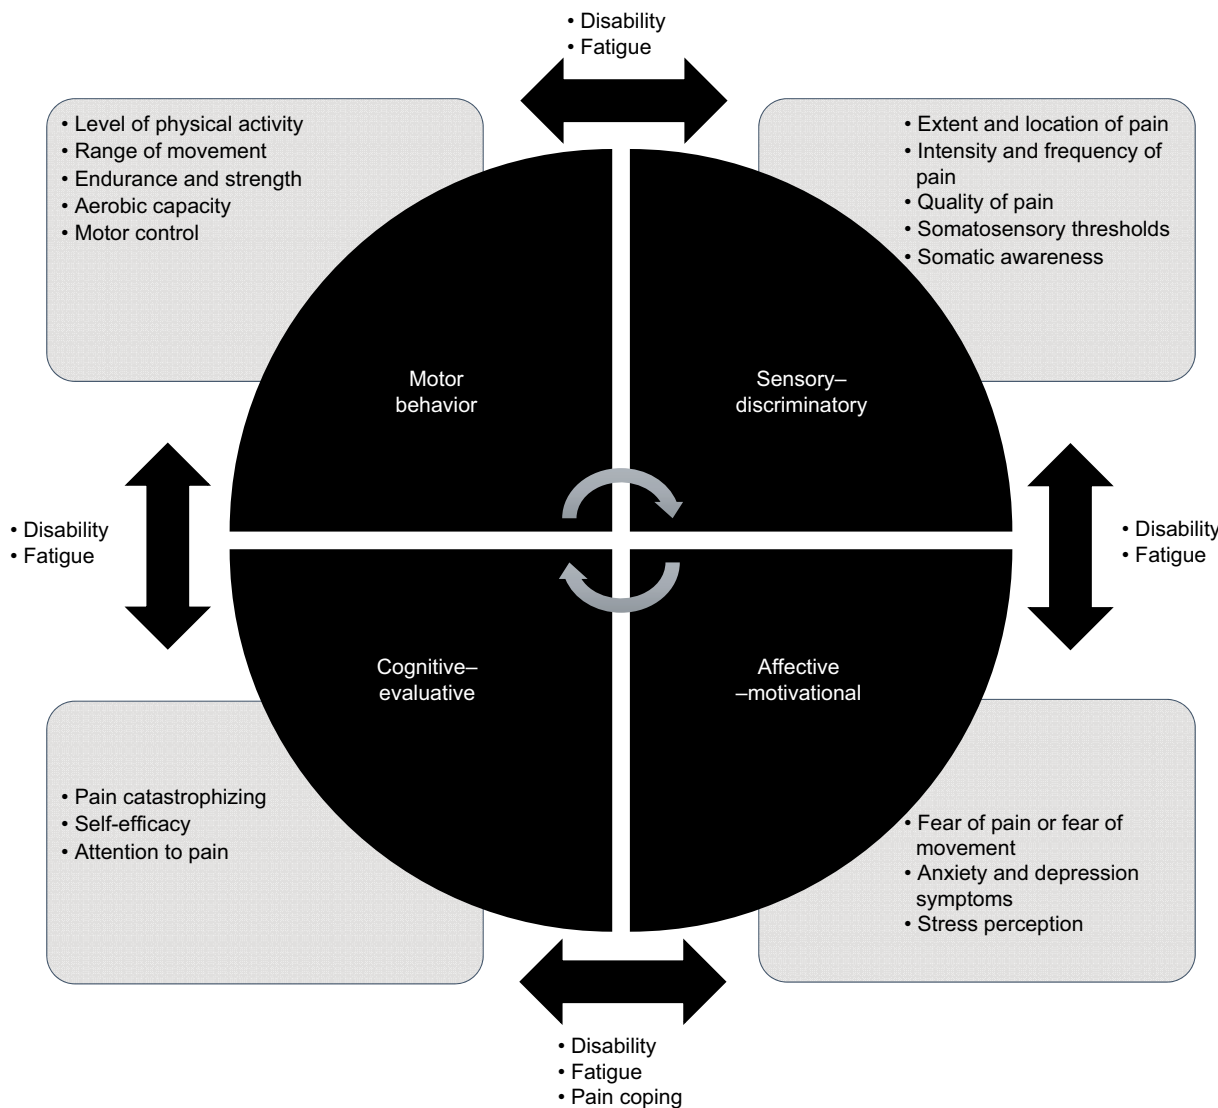 • Disability
• Fatigue
• Level of physical activity
• Range of movement
• Endurance and strength
• Aerobic capacity
• Motor control
• Extent and location of pain
• Intensity and frequency of
pain
• Quality of pain
• Somatosensory thresholds
• Somatic awareness
Motor
behavior
Sensory–
discriminatory
• Disability
• Fatigue
• Disability
• Fatigue
Cognitive–
evaluative
Affective
–motivational
• Pain catastrophizing
• Self-efficacy
• Attention to pain
• Fear of pain or fear of
movement
• Anxiety and depression
symptoms
• Stress perception
• Disability
• Fatigue
• Pain coping